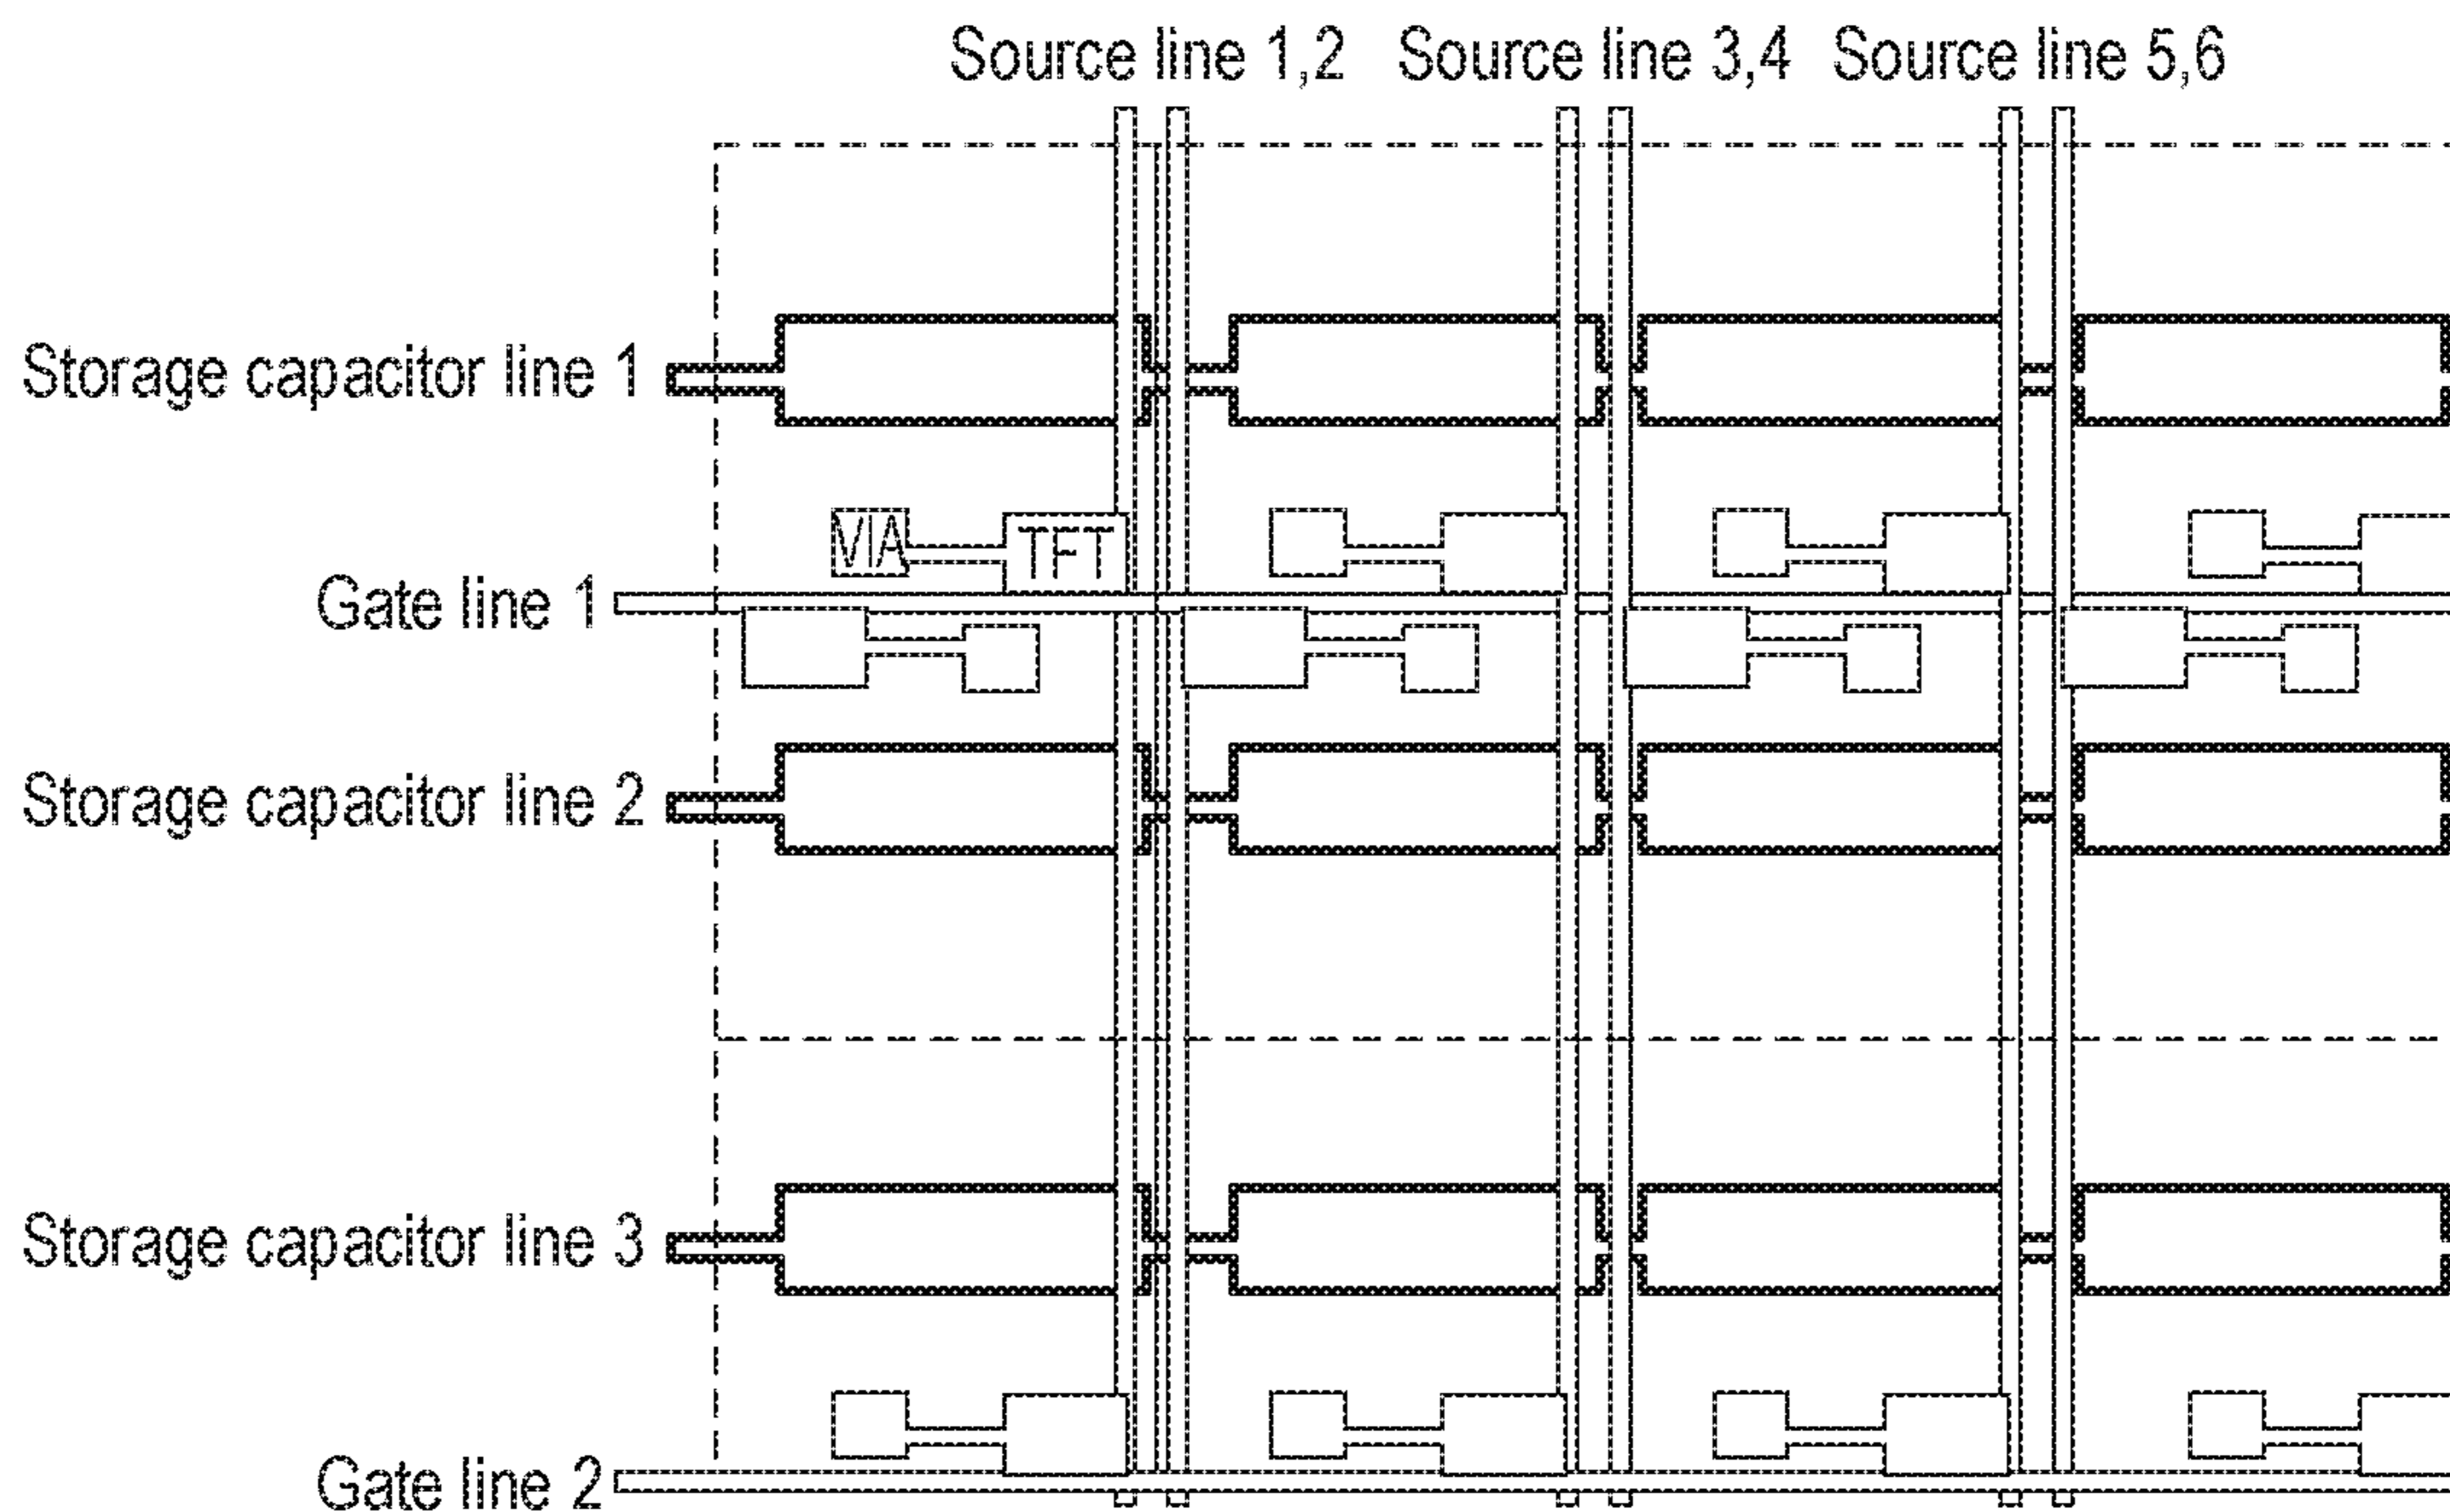 Source line 1,2 Source line 3,4 Source line 5,6
Storage capacitor line 1
VIA TFT
Gate line 1
Storage capacitor line 2
Storage capacitor line 3
Gate line 2